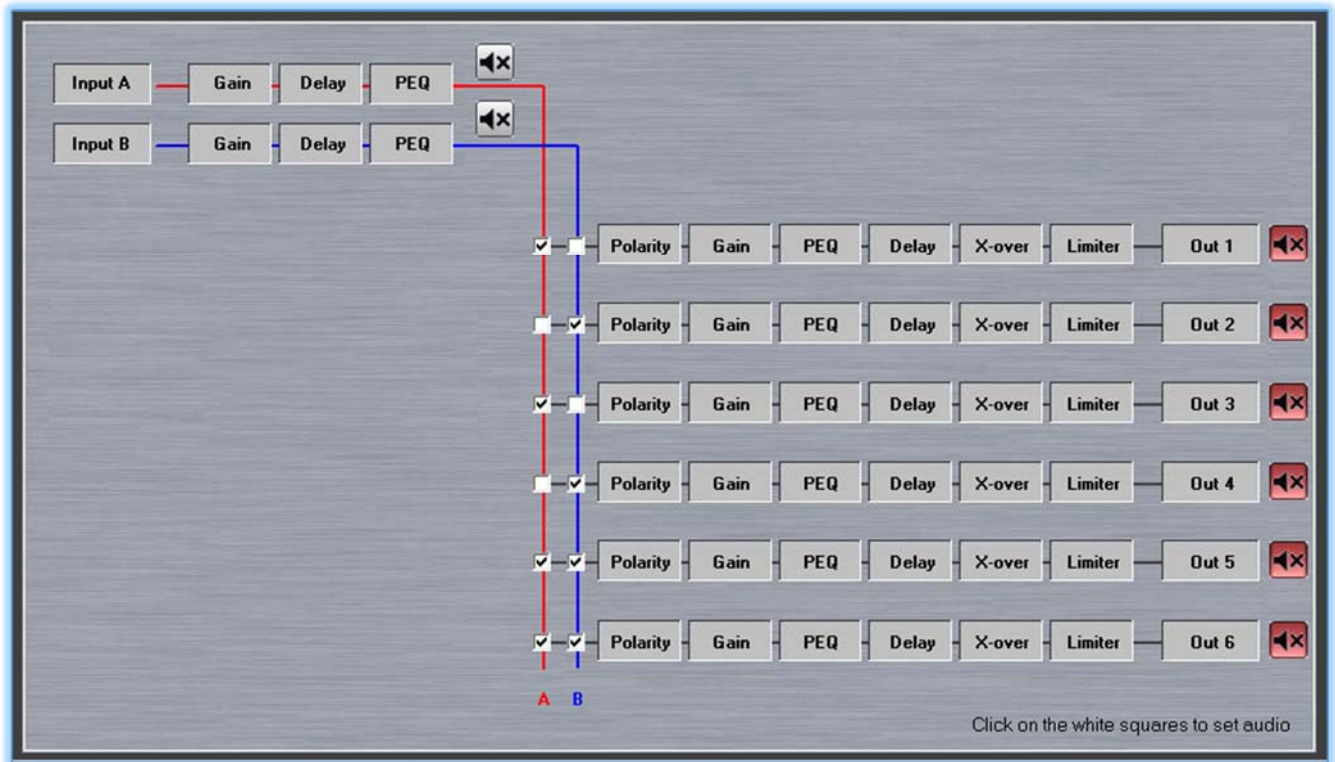 Input A Gain Delay PEQ
Input B Gain Delay PEQ
Polarity Gain PEQ Delay X-over Limiter Out 1
Polarity Gain PEQ Delay X-over Limiter Out 2
Polarity Gain PEQ Delay X-over Limiter Out 3
Polarity Gain PEQ Delay X-over Limiter Out 4
Polarity Gain PEQ Delay X-over Limiter Out 5
Polarity Gain PEQ Delay X-over Limiter Out 6
A B
Click on the white squares to set audio